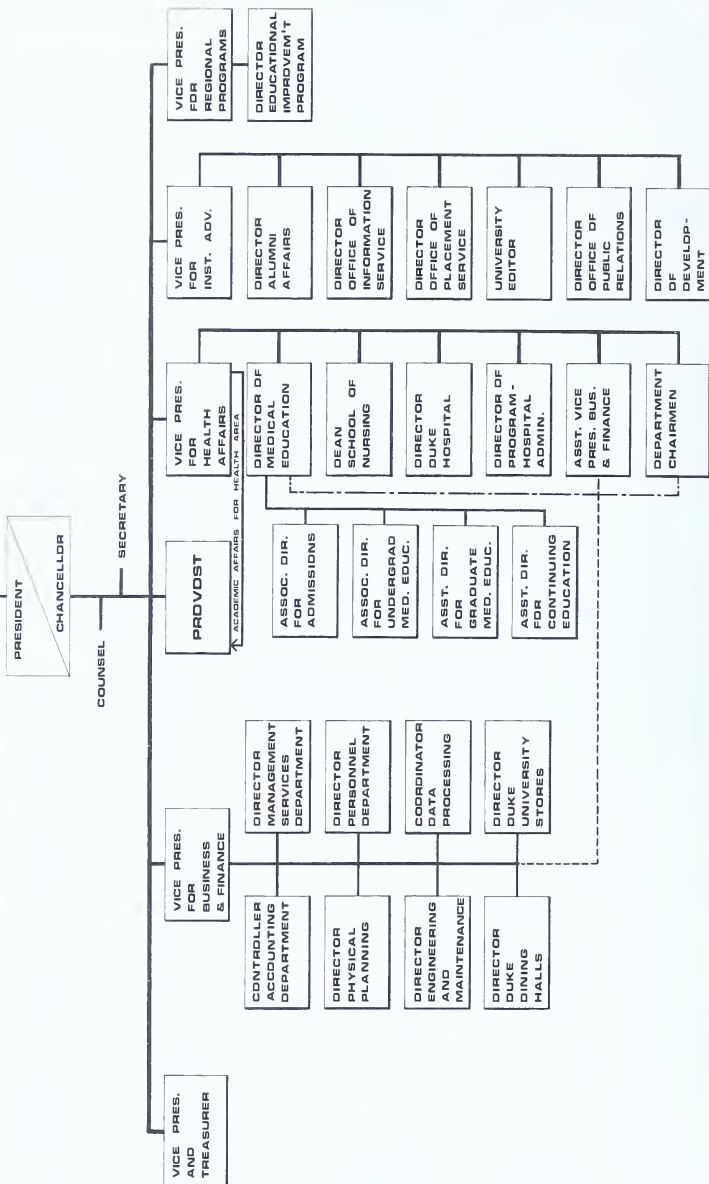 PRESIDENT
CHANCELLOR
COUNSEL
SECRETARY
VICE PRES.
AND
TREASURER
VICE PRES.
FOR
BUSINESS
& FINANCE
PROVOST
VICE PRES.
FOR
HEALTH
AFFAIRS
VICE PRES.
FOR
INST. ADV.
VICE PRES.
FOR
REGIONAL
PROGRAMS
ACADEMIC AFFAIRS FOR HEALTH AREA
CONTROLLER
ACCOUNTING
DEPARTMENT
DIRECTOR
MANAGEMENT
SERVICES
DEPARTMENT
DIRECTOR
PHYSICAL
PLANNING
DIRECTOR
PERSONNEL
DEPARTMENT
DIRECTOR
ENGINEERING
AND
MAINTENANCE
COORDINATOR
DATA
PROCESSING
DIRECTOR
DUKE
DINING
HALLS
DIRECTOR
DUKE
UNIVERSITY
STORES
ASSOC. DIR.
FOR
ADMISSIONS
ASSOC. DIR.
FOR
UNDERGRAD
MED. EDUC.
ASST. DIR.
FOR
GRADUATE
MED. EDUC.
ASST. DIR.
FOR
CONTINUING
EDUCATION
DIRECTOR OF
MEDICAL
EDUCATION
DEAN
SCHOOL OF
NURSING
DIRECTOR
DUKE
HOSPITAL
DIRECTOR OF
PROGRAM-
HOSPITAL
ADMIN.
ASST. VICE
PRES. BUS.
& FINANCE
DEPARTMENT
CHAIRMEN
DIRECTOR
ALUMNI
AFFAIRS
DIRECTOR
OFFICE OF
INFORMATION
SERVICE
DIRECTOR
OFFICE OF
PLACEMENT
SERVICE
UNIVERSITY
EDITOR
DIRECTOR
OFFICE OF
PUBLIC
RELATIONS
DIRECTOR
OF
DEVELOP-
MENT
DIRECTOR
EDUCATIONAL
IMPROVEM'T
PROGRAM